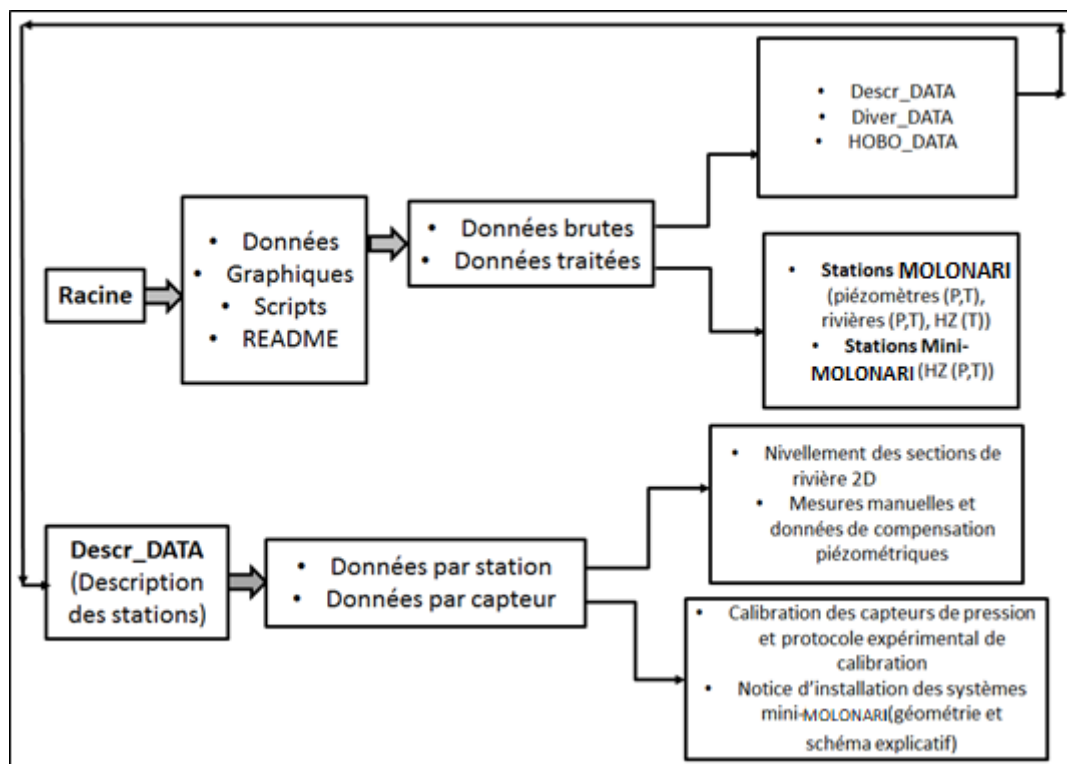 Racine
• Données
• Graphiques
• Scripts
• README
• Données brutes
• Données traitées
• Descr_DATA
• Diver_DATA
• HOBO_DATA
• Stations MOLONARI
(piézomètres (P,T),
rivières (P,T), HZ (T))
• Stations Mini-
MOLONARI (HZ (P,T))
Descr_DATA
(Description
des stations)
• Données par station
• Données par capteur
• Nivellement des sections de
rivière 2D
• Mesures manuelles et
données de compensation
piézométriques
• Calibration des capteurs de pression
et protocole expérimental de
calibration
• Notice d'installation des systèmes
mini-MOLONARI(géométrie et
schéma explicatif)